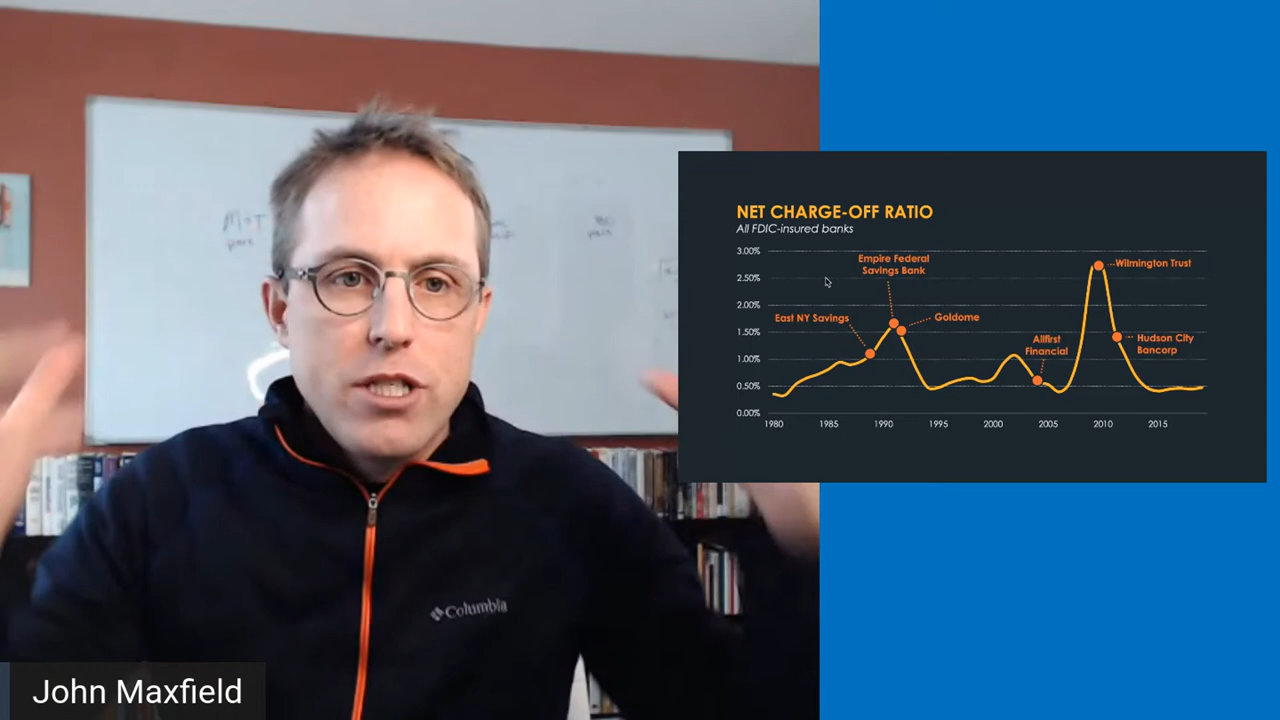 M+T
NET CHARGE-OFF RATIO
All FDIC-insured banks
3.00%
2.50%
2.00%
1.50%
1.00%
0.50%
0.00%
Empire Federal
Savings Bank
East NY Savings
Goldome
Allfirst
Financial
Wilmington Trust
Hudson City
Bancorp
1980 1985 1990 1995 2000 2005 2010 2015
Columbia
John Maxfield